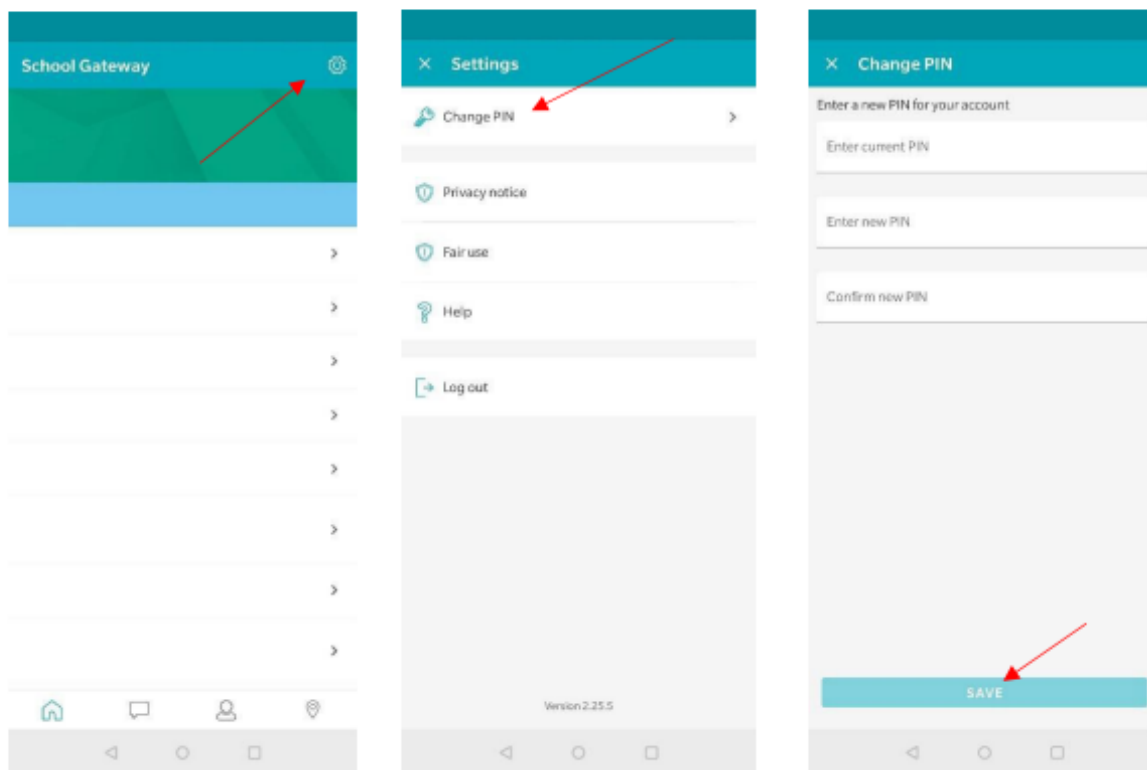 School Gateway
Settings
Change PIN
Privacy notice
Fair use
Help
Log out
Version 2.25.5
Change PIN
Enter a new PIN for your account
Enter current PIN
Enter new PIN
Confirm new PIN
SAVE